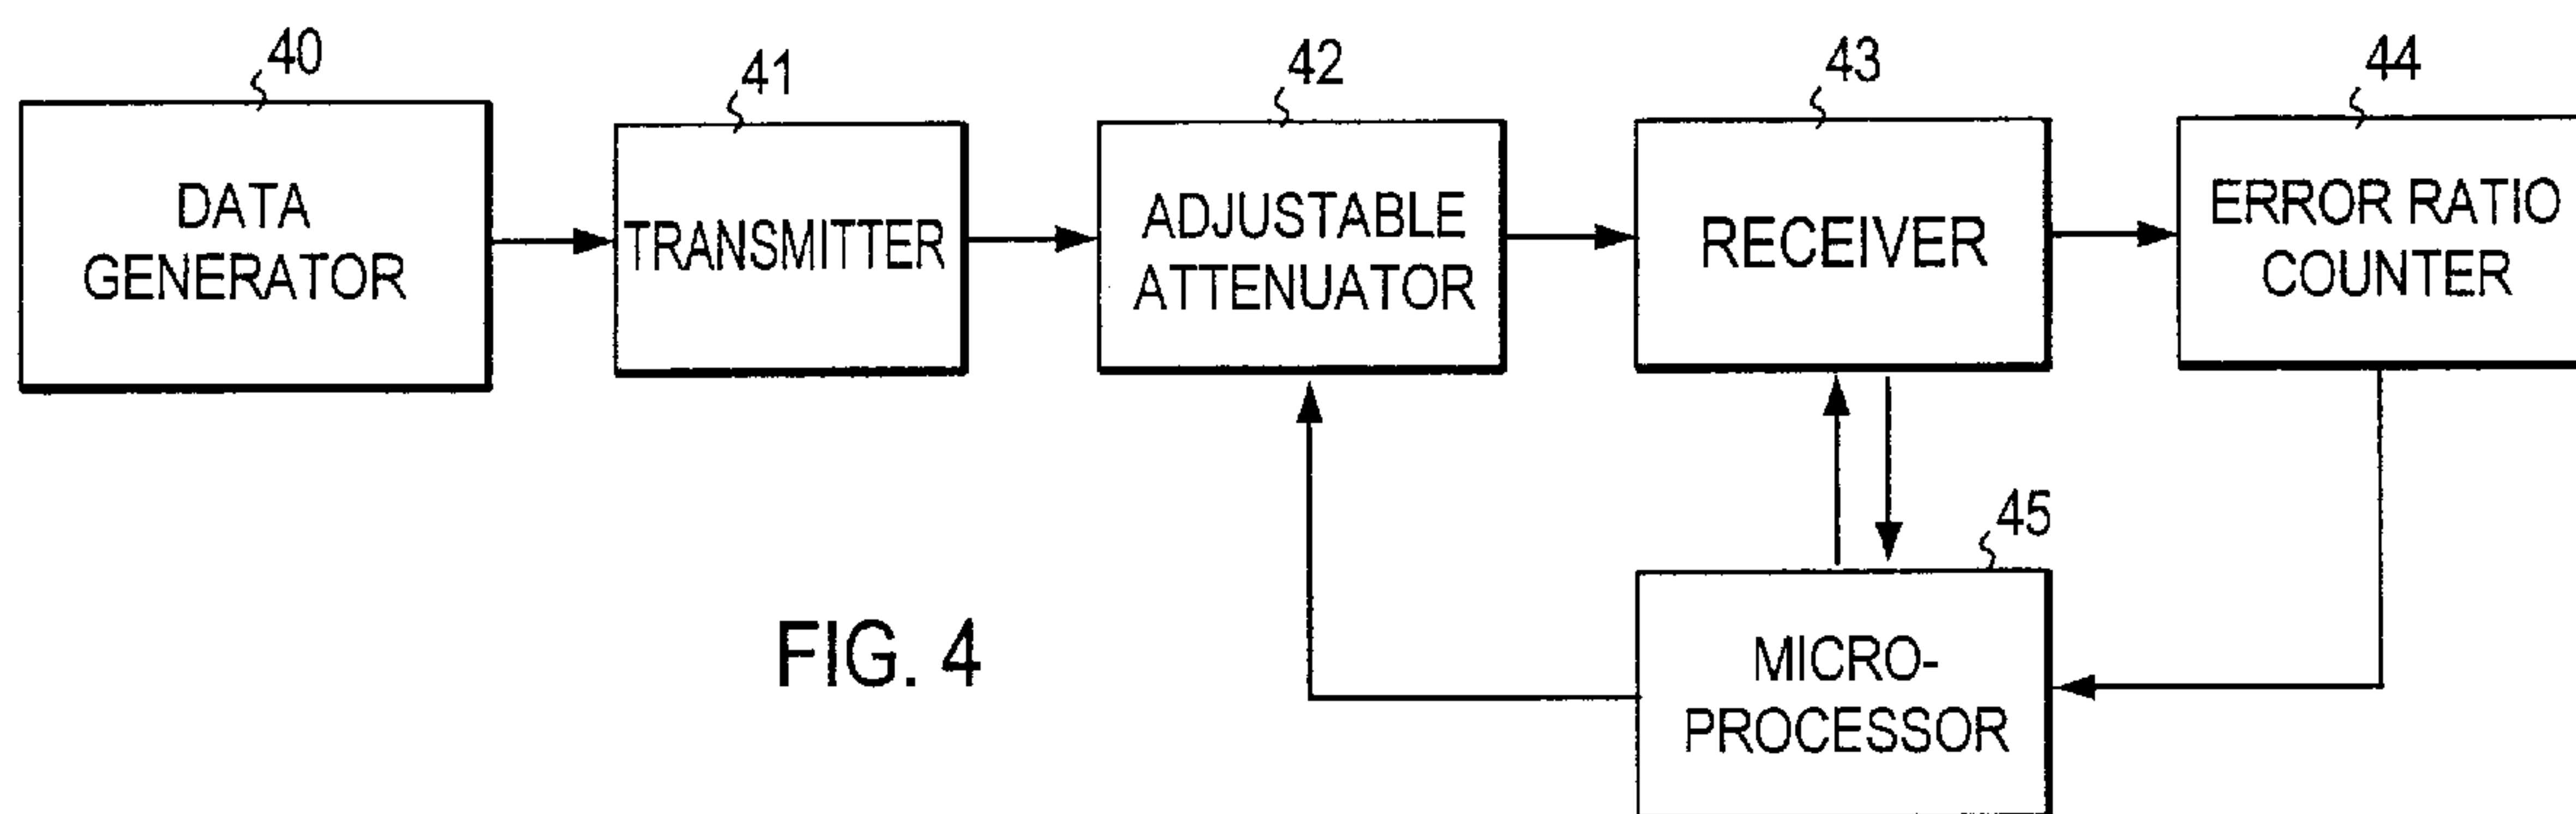 40
41
42
43
44
DATA
GENERATOR
TRANSMITTER
ADJUSTABLE
ATTENUATOR
RECEIVER
ERROR RATIO
COUNTER
45
MICRO-
PROCESSOR
FIG. 4